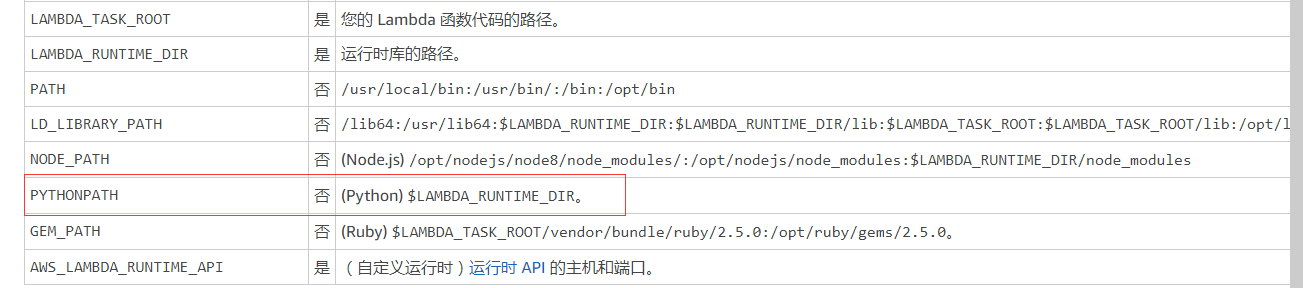 LAMBDA_TASK_ROOT 是 您的 Lambda 函数代码的路径。
LAMBDA_RUNTIME_DIR 是 运行时库的路径。
PATH 否 /usr/local/bin:/usr/bin/:/bin:/opt/bin
LD_LIBRARY_PATH 否 /lib64:/usr/lib64:$LAMBDA_RUNTIME_DIR:$LAMBDA_RUNTIME_DIR/lib:$LAMBDA_TASK_ROOT:$LAMBDA_TASK_ROOT/lib:/opt/l
NODE_PATH 否 (Node.js) /opt/nodejs/node8/node_modules/:/opt/nodejs/node_modules:$LAMBDA_RUNTIME_DIR/node_modules
PYTHONPATH 否 (Python) $LAMBDA_RUNTIME_DIR。
GEM_PATH 否 (Ruby) $LAMBDA_TASK_ROOT/vendor/bundle/ruby/2.5.0:/opt/ruby/gems/2.5.0。
AWS_LAMBDA_RUNTIME_API 是 （自定义运行时）运行时 API 的主机和端口。